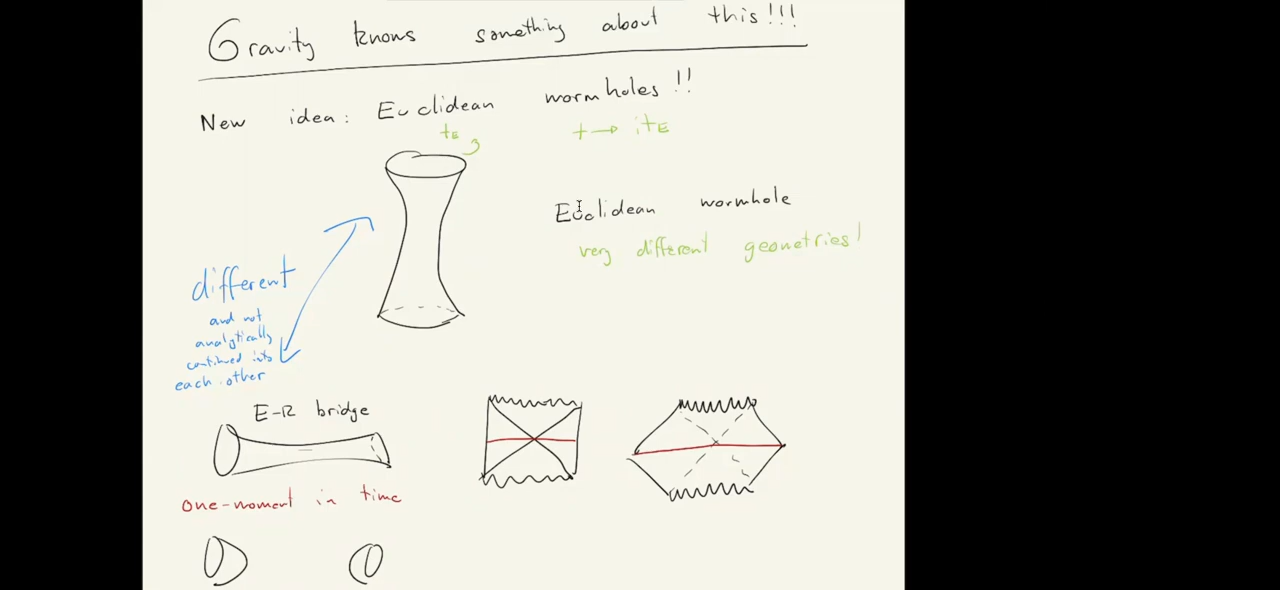 Gravity knows something about this!!!
New idea: Euclidean wormholes!!
tE
t → itE
Euclidean wormhole
very different geometries!
different
and not
analytically
continued into
each other
E-R bridge
one-moment in time